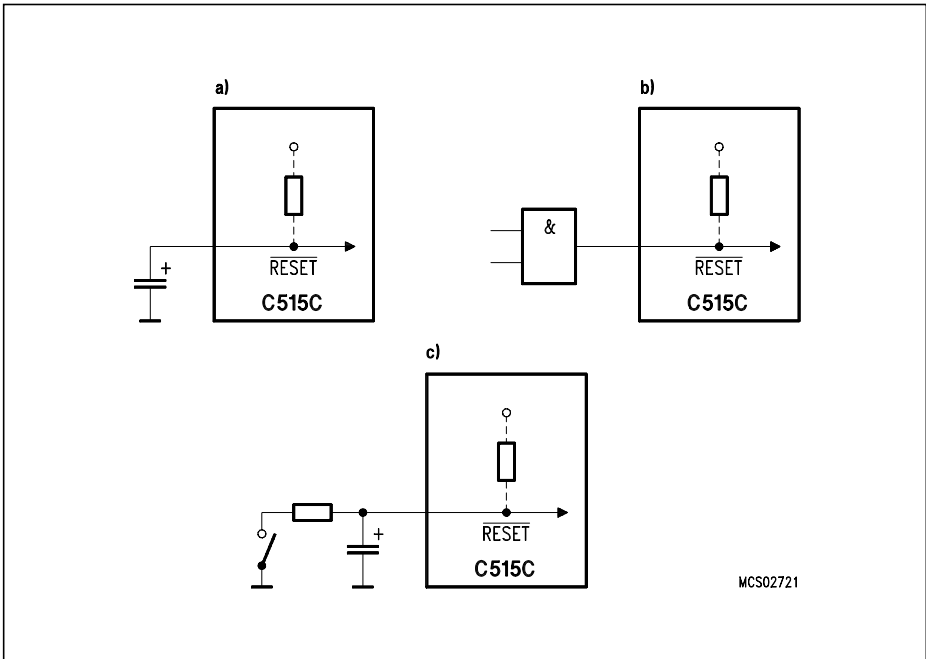 a)
+
RESET
C515C
b)
&
RESET
C515C
c)
+
RESET
C515C
MCS02721